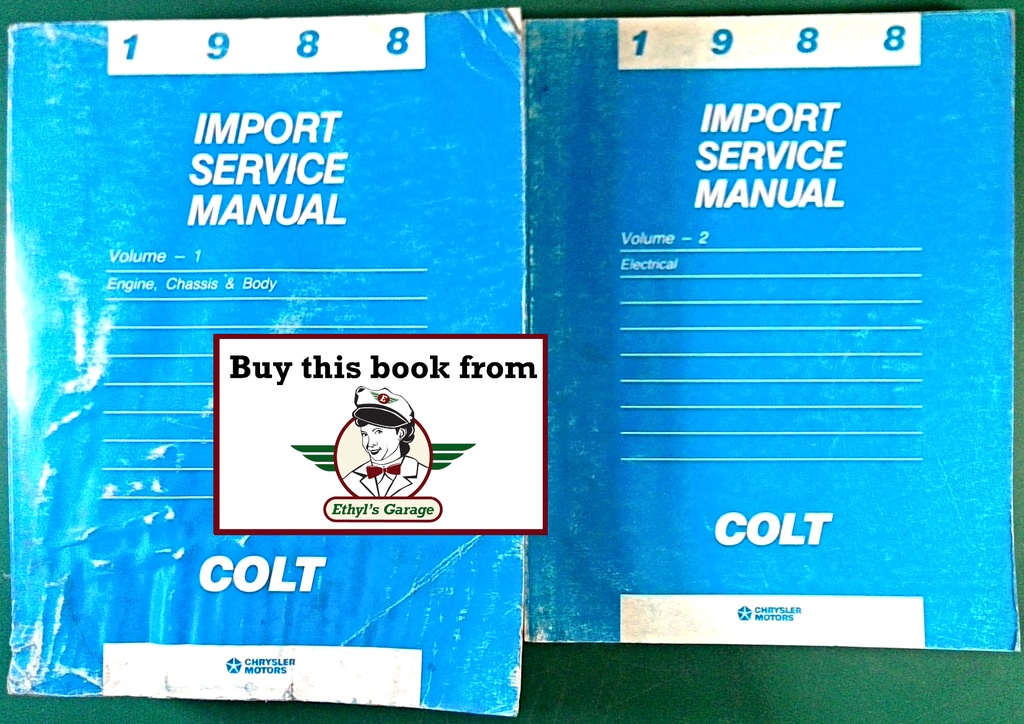 1 9 8 8
IMPORT
SERVICE
MANUAL
Volume - 1
Engine, Chassis & Body
COLT
CHRYSLER
MOTORS
1 9 8 8
IMPORT
SERVICE
MANUAL
Volume - 2
Electrical
COLT
CHRYSLER
MOTORS
Buy this book from
E
Ethyl's Garage